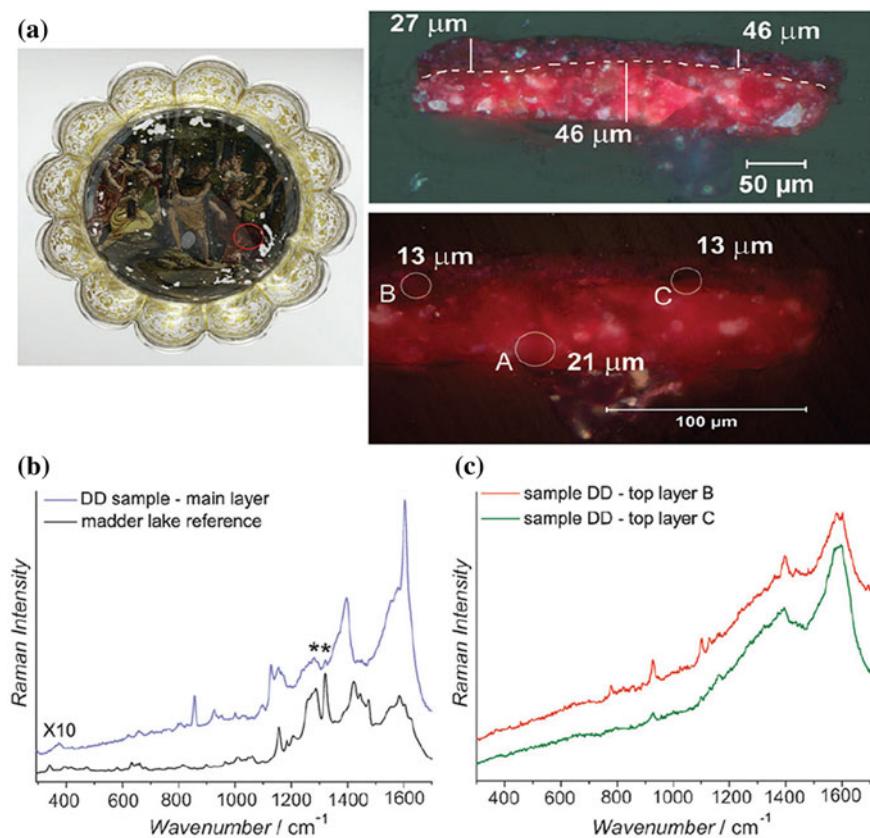 (a)
27 μm
46 μm
46 μm
50 μm
13 μm
13 μm
B
C
A
21 μm
100 μm
(b)
DD sample - main layer
madder lake reference
**
X10
Raman Intensity
400 600 800 1000 1200 1400 1600
Wavenumber / cm⁻¹
(c)
sample DD - top layer B
sample DD - top layer C
Raman Intensity
400 600 800 1000 1200 1400 1600
Wavenumber / cm⁻¹